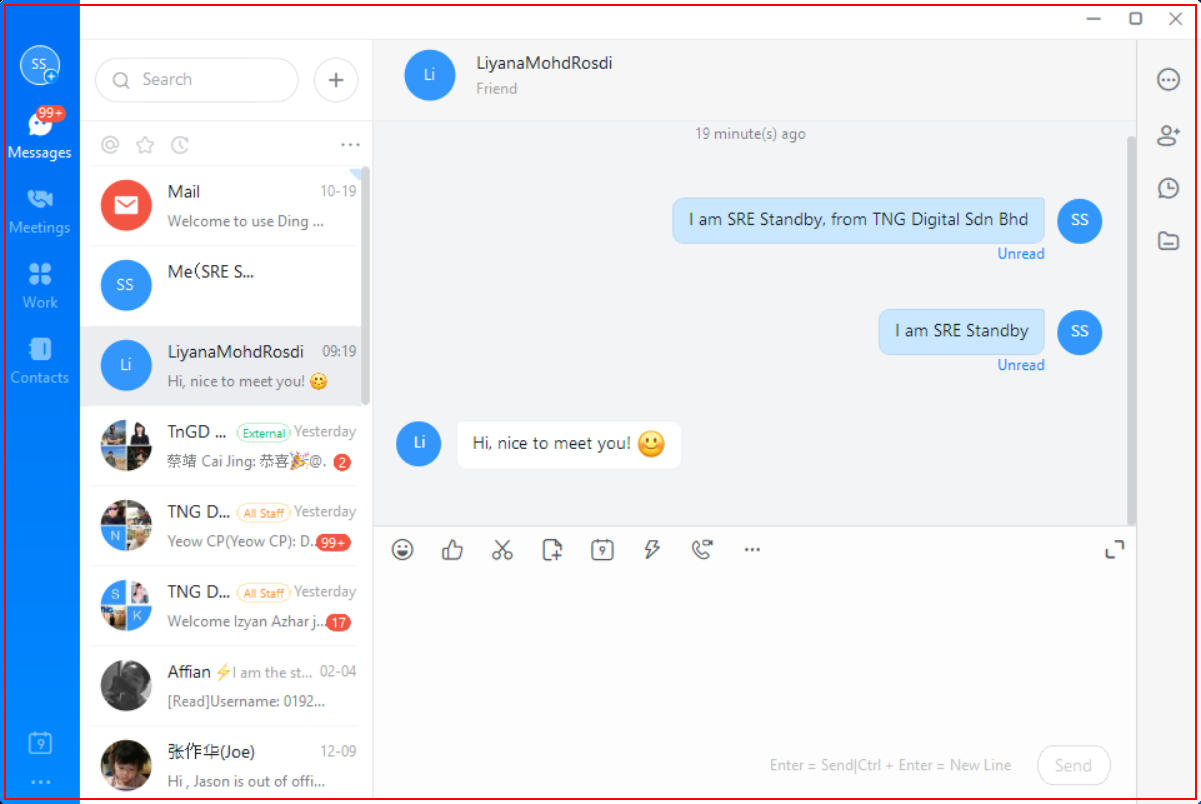 SS
99+
Messages
Meetings
Work
Contacts
9
Search
Mail 10-19
Welcome to use Ding ...
SS
Me(SRE S...
Li
LiyanaMohdRosdi 09:19
Hi, nice to meet you!
TnGD ... External Yesterday
蔡靖 Cai Jing: 恭喜🎉@. 2
N
TNG D... All Staff Yesterday
Yeow CP(Yeow CP): D.. 99+
S
K
TNG D... All Staff Yesterday
Welcome Izyan Azhar j... 17
Affian ⚡I am the st... 02-04
[Read]Username: 0192...
张作华(Joe) 12-09
Hi , Jason is out of offi...
Li
LiyanaMohdRosdi
Friend
19 minute(s) ago
I am SRE Standby, from TNG Digital Sdn Bhd
SS
Unread
I am SRE Standby
SS
Unread
Li
Hi, nice to meet you!
9
Enter = Send|Ctrl + Enter = New Line
Send